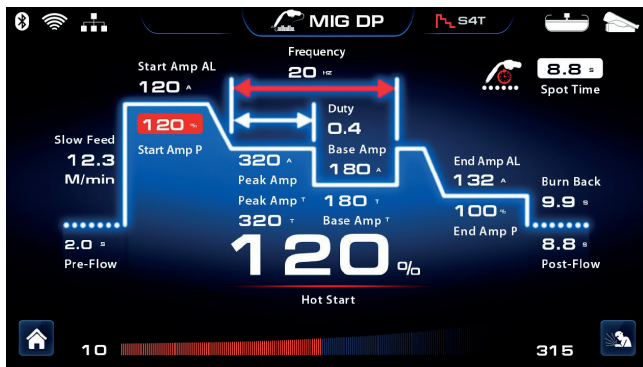 MIG DP
S4T
Frequency
20 HZ
Start Amp AL
120 A
8.8 s
Spot Time
120 %
Start Amp P
Duty
0.4
Slow Feed
12.3
M/min
320 A
Peak Amp
Base Amp
180 A
End Amp AL
132 A
Burn Back
9.9 s
Peak Amp T
320 T
180 T
Base Amp T
100 %
End Amp P
2.0 s
Pre-Flow
120%
8.8 s
Post-Flow
Hot Start
10
315